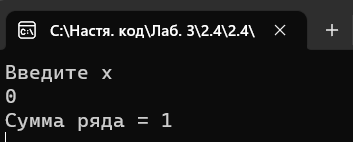 C:\Настя. код\Лаб. 3\2.4\2.4\
Введите x
0
Сумма ряда = 1